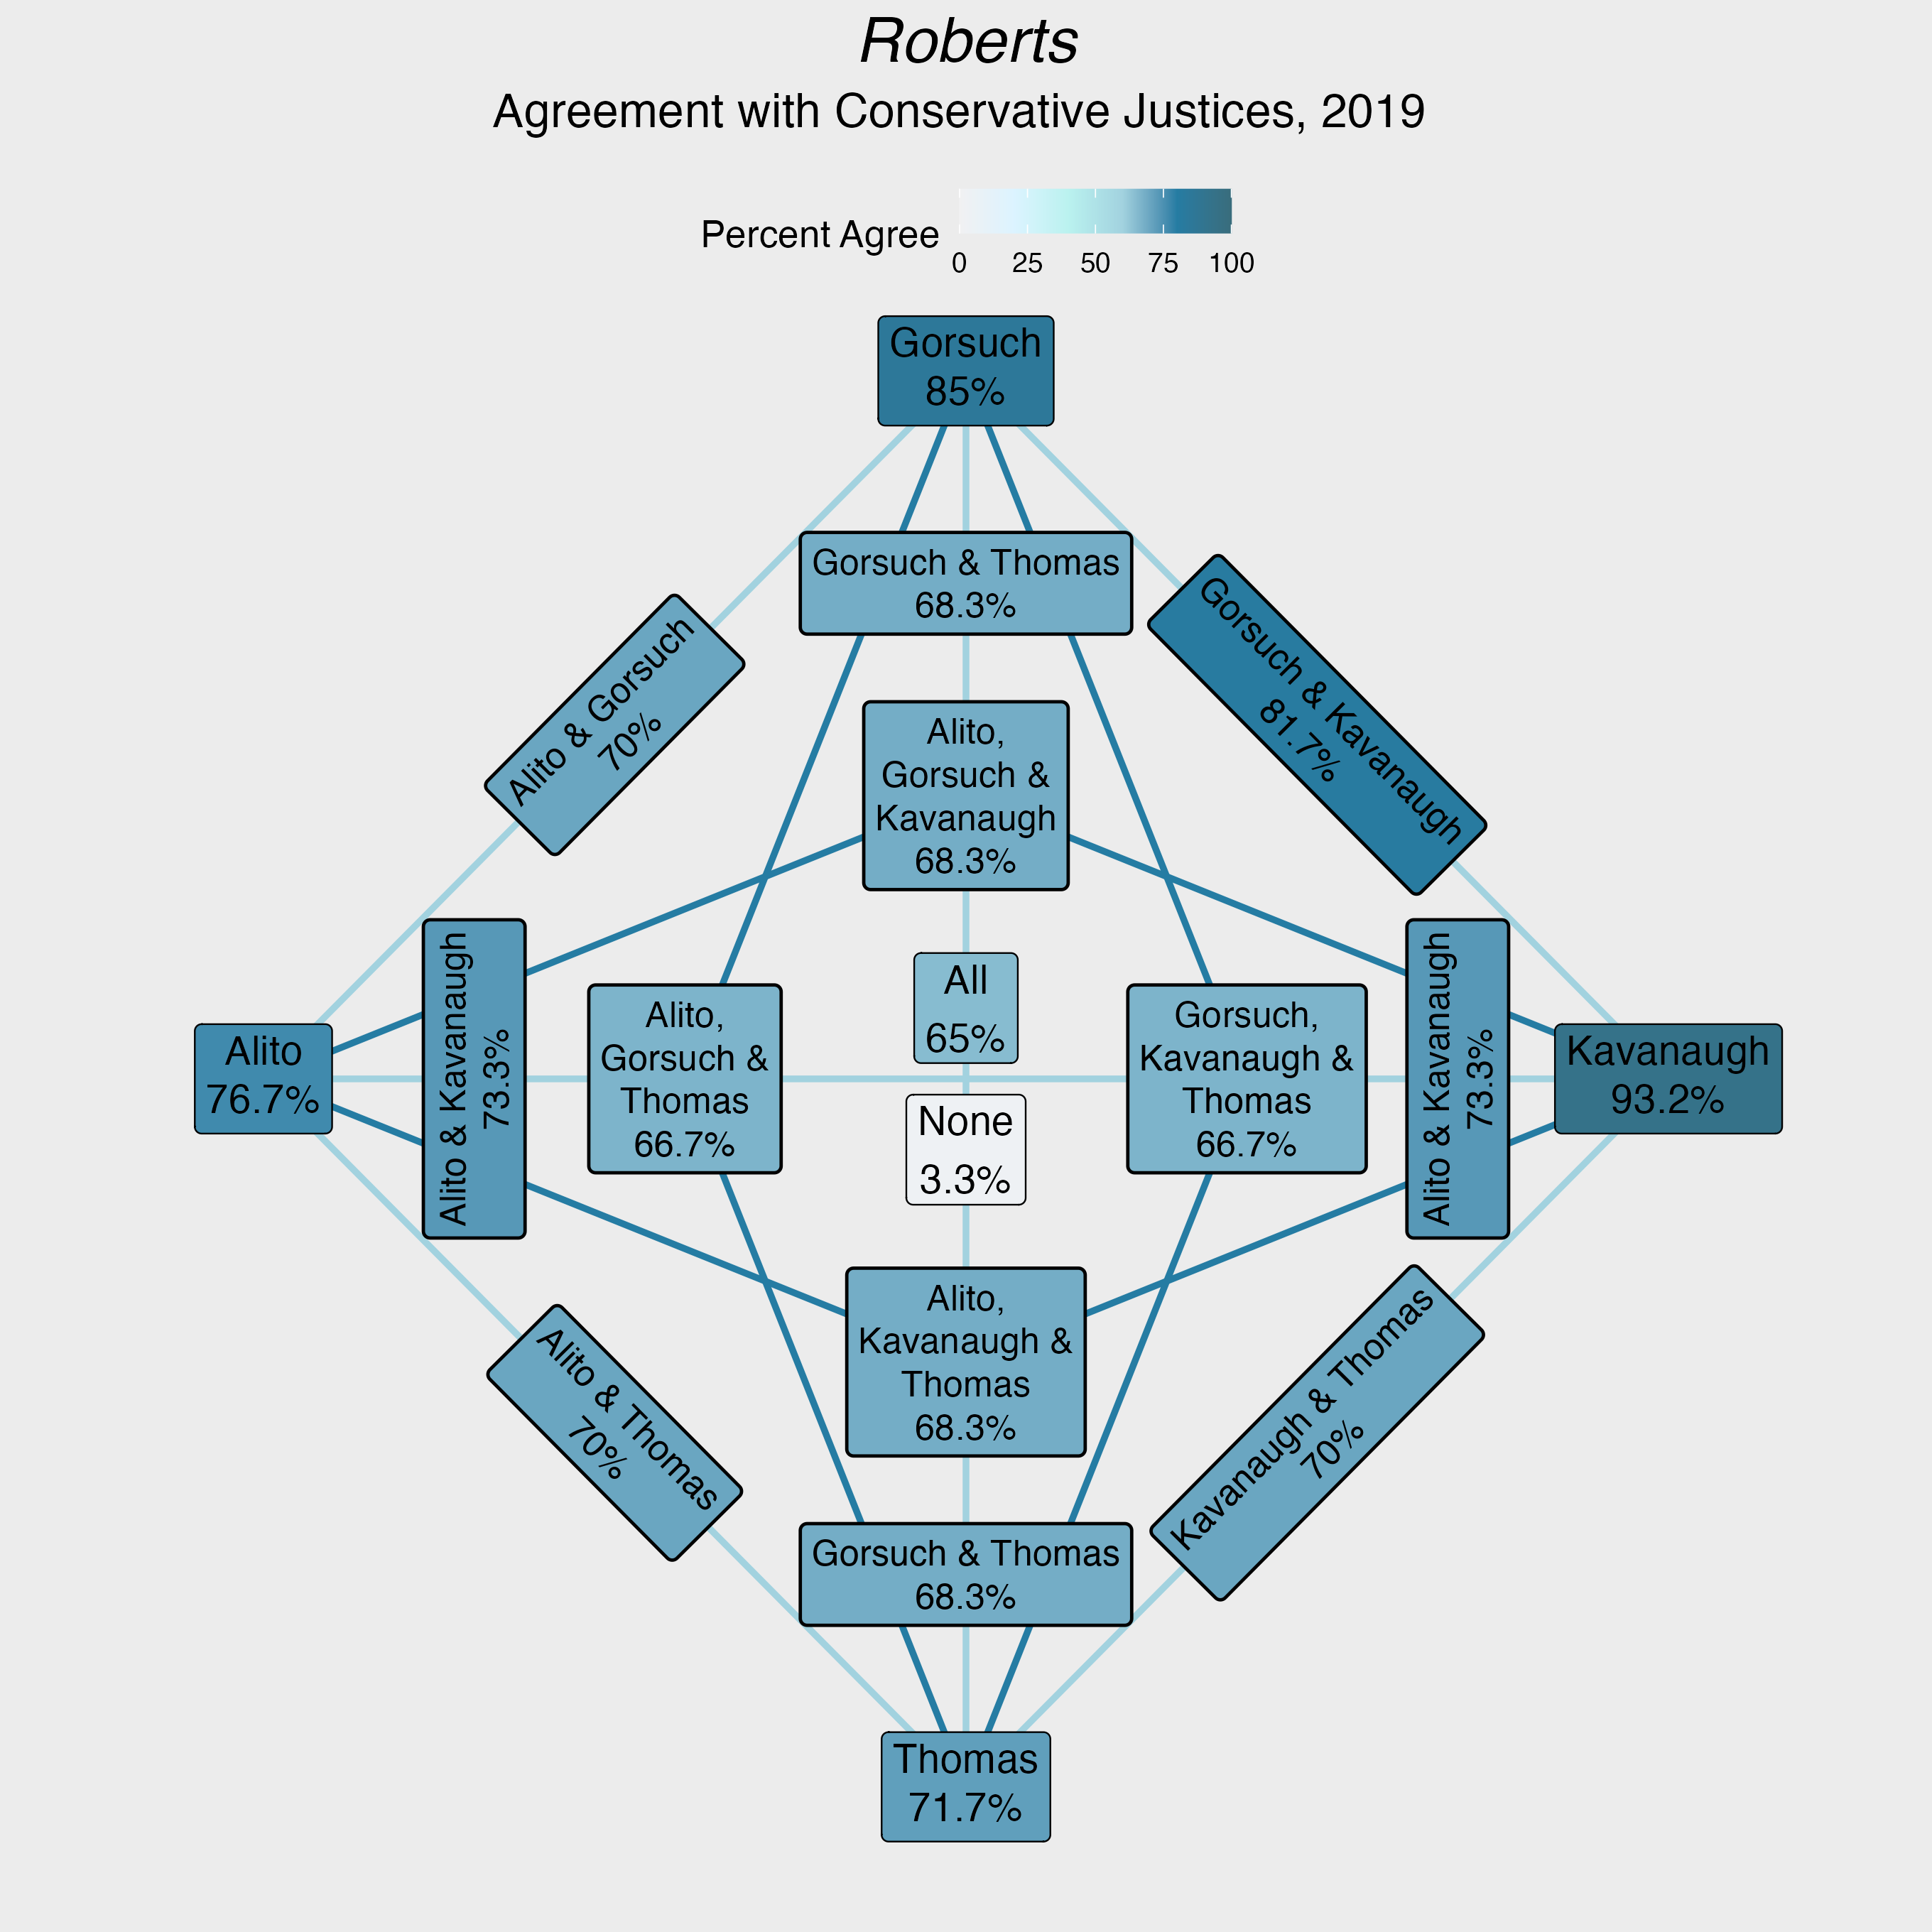 Roberts
Agreement with Conservative Justices, 2019
Percent Agree
0 25 50 75 100
Gorsuch
85%
Gorsuch & Thomas
68.3%
Alito & Gorsuch
70%
Gorsuch & Kavanaugh
81.7%
Alito,
Gorsuch &
Kavanaugh
68.3%
Alito
76.7%
Alito & Kavanaugh
73.3%
Alito,
Gorsuch &
Thomas
66.7%
All
65%
None
3.3%
Gorsuch,
Kavanaugh &
Thomas
66.7%
Alito & Kavanaugh
73.3%
Kavanaugh
93.2%
Alito,
Kavanaugh &
Thomas
68.3%
Alito & Thomas
70%
Kavanaugh & Thomas
70%
Gorsuch & Thomas
68.3%
Thomas
71.7%